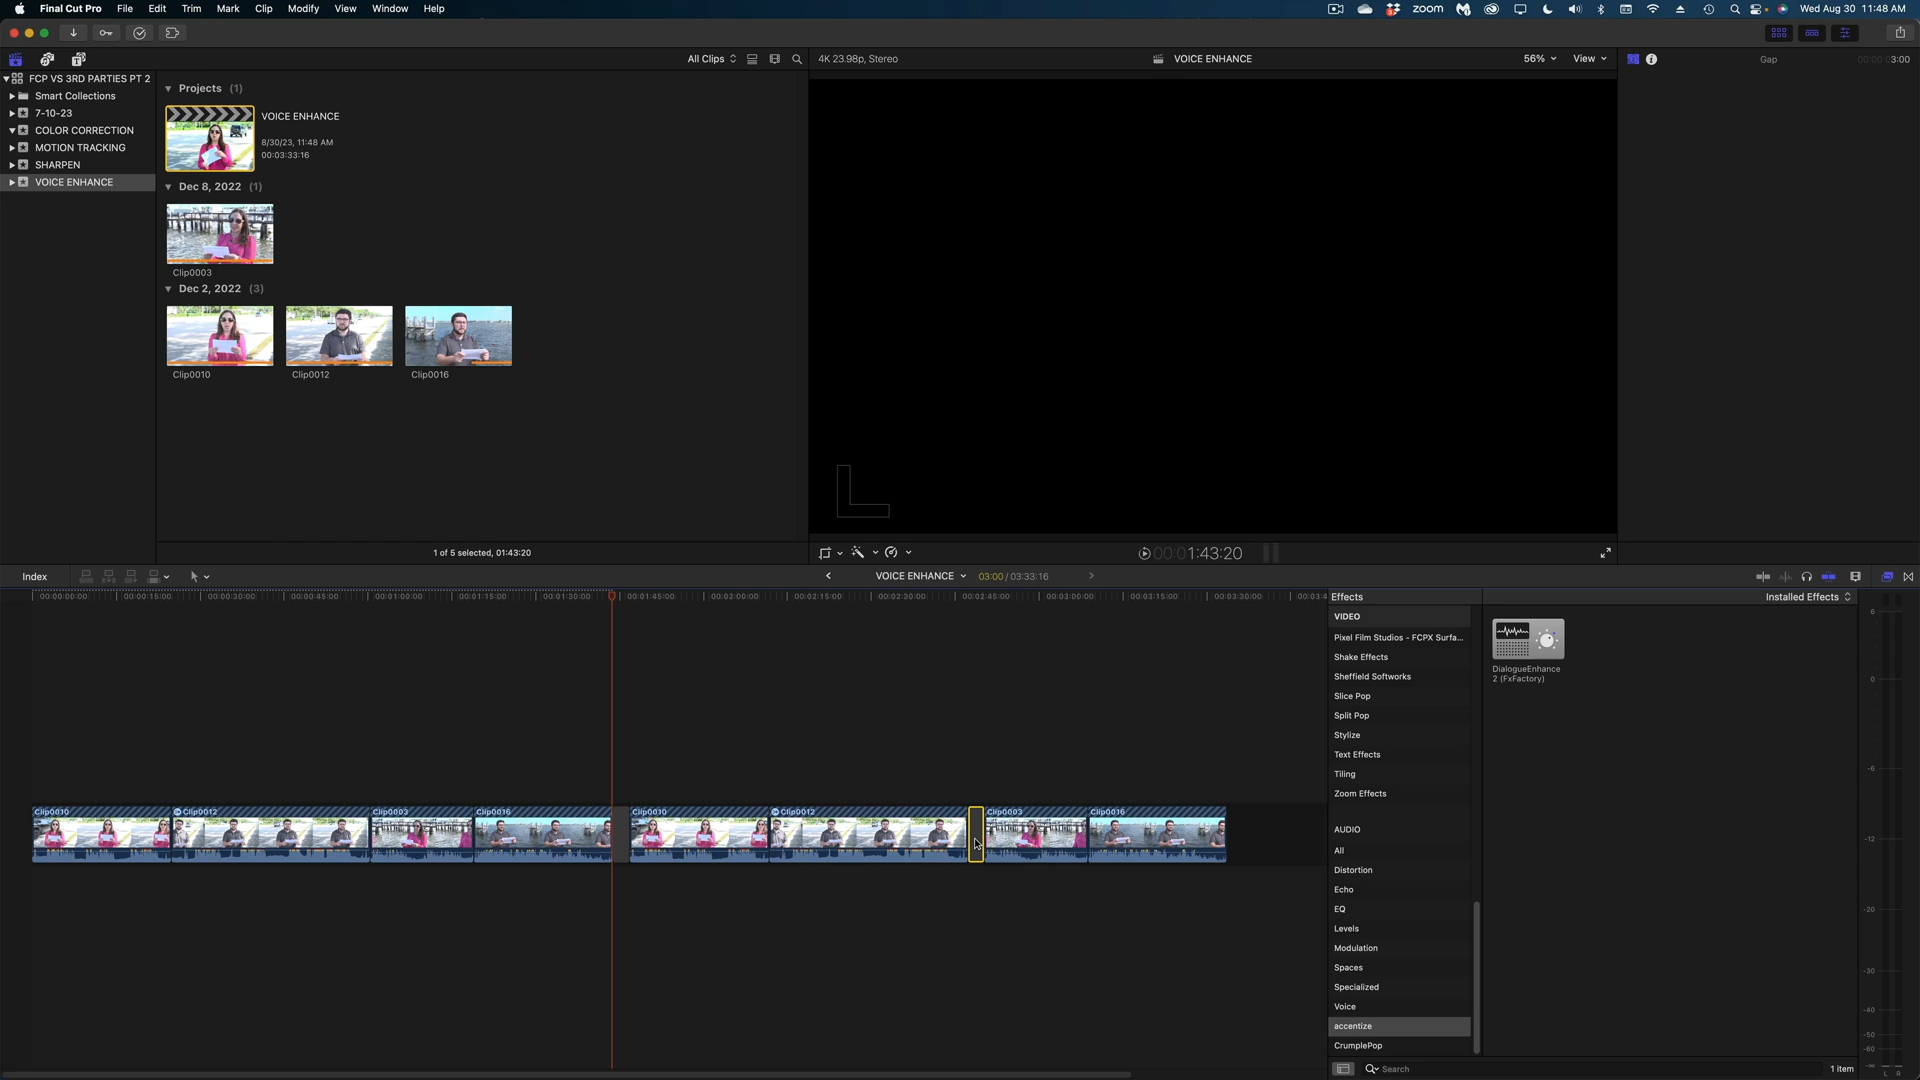 Final Cut Pro File Edit Trim Mark Clip Modify View Window Help
zoom Wed Aug 30 11:48 AM
All Clips 4K 23.98p, Stereo VOICE ENHANCE 56% View Gap 3:00
FCP VS 3RD PARTIES PT 2
Smart Collections
7-10-23
COLOR CORRECTION
MOTION TRACKING
SHARPEN
VOICE ENHANCE
Projects (1)
VOICE ENHANCE
8/30/23, 11:48 AM
00:03:33:16
Dec 8, 2022 (1)
Clip0003
Dec 2, 2022 (3)
Clip0010 Clip0012 Clip0016
1 of 5 selected, 01:43:20
00:01:43:20
Index VOICE ENHANCE 03:00 / 03:33:16
00:00:00:00 00:00:15:00 00:00:30:00 00:00:45:00 00:01:00:00 00:01:15:00 00:01:30:00 00:01:45:00 00:02:00:00 00:02:15:00 00:02:30:00 00:02:45:00 00:03:00:00 00:03:15:00 00:03:30:00
Clip0010 Clip0012 Clip0003 Clip0016 Clip0010 Clip0012 Clip0003 Clip0016
Effects Installed Effects
VIDEO
Pixel Film Studios - FCPX Surfa...
Shake Effects
Sheffield Softworks
Slice Pop
Split Pop
Stylize
Text Effects
Tiling
Zoom Effects
AUDIO
All
Distortion
Echo
EQ
Levels
Modulation
Spaces
Specialized
Voice
accentize
CrumplePop
DialogueEnhance
2 (FxFactory)
Search 1 item
6
0
-6
-12
-20
-30
-40
-50
-60
-∞
L R